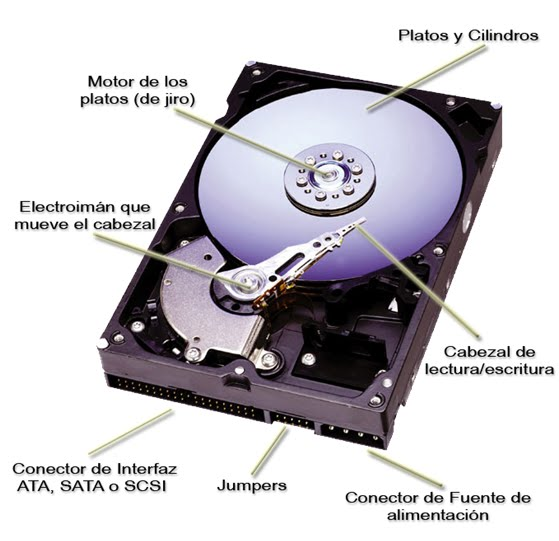 Platos y Cilindros
Motor de los
platos (de jiro)
Electroimán que
mueve el cabezal
Cabezal de
lectura/escritura
Conector de Interfaz
ATA, SATA o SCSI
Jumpers
Conector de Fuente de
alimentación